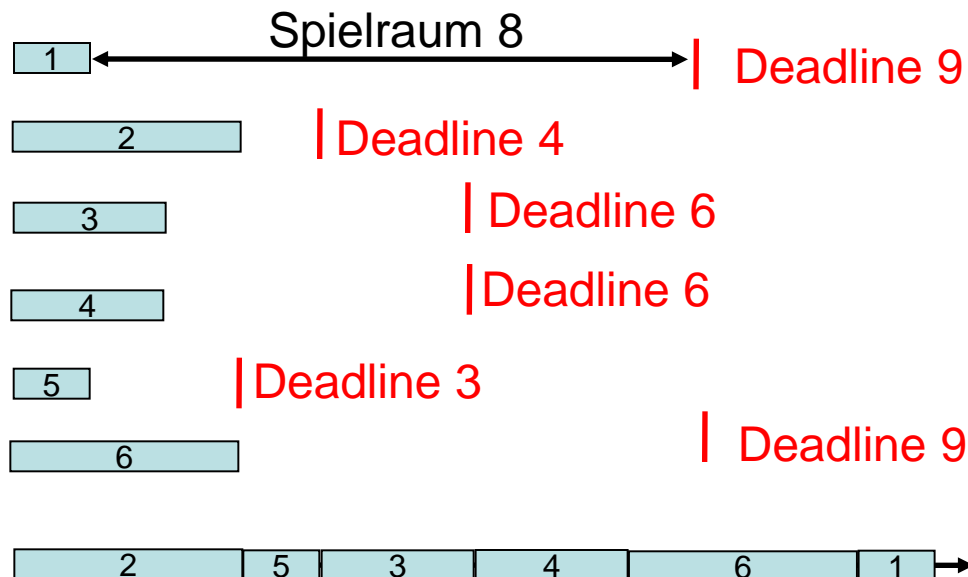 Spielraum 8
1
Deadline 9
2
Deadline 4
3
Deadline 6
4
Deadline 6
5
Deadline 3
6
Deadline 9
2 5 3 4 6 1